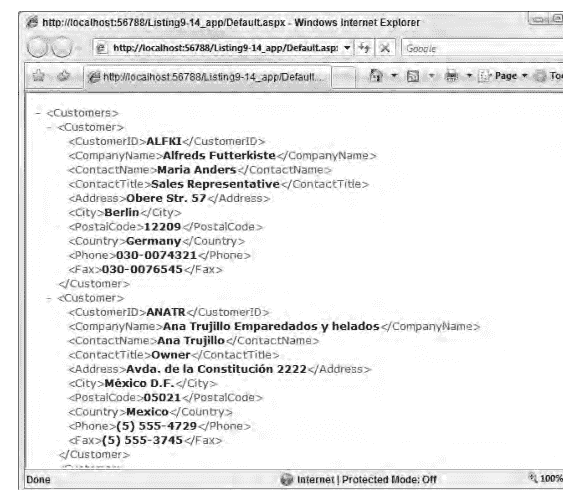 http://localhost:56788/Listing9-14_app/Default.aspx - Windows Internet Explorer
http://localhost:56788/Listing9-14_app/Default.asp:
Google
http://localhost:56788/Listing9-14_app/Default....
Page
- <Customers>
- <Customer>
<CustomerID>ALFKI</CustomerID>
<CompanyName>Alfreds Futterkiste</CompanyName>
<ContactName>Maria Anders</ContactName>
<ContactTitle>Sales Representative</ContactTitle>
<Address>Obere Str. 57</Address>
<City>Berlin</City>
<PostalCode>12209</PostalCode>
<Country>Germany</Country>
<Phone>030-0074321</Phone>
<Fax>030-0076545</Fax>
</Customer>
- <Customer>
<CustomerID>ANATR</CustomerID>
<CompanyName>Ana Trujillo Emparedados y helados</CompanyName>
<ContactName>Ana Trujillo</ContactName>
<ContactTitle>Owner</ContactTitle>
<Address>Avda. de la Constitución 2222</Address>
<City>México D.F.</City>
<PostalCode>05021</PostalCode>
<Country>Mexico</Country>
<Phone>(5) 555-4729</Phone>
<Fax>(5) 555-3745</Fax>
</Customer>
Done
Internet | Protected Mode: Off
100%